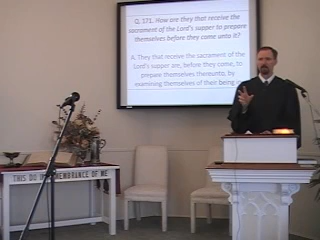 Q. 171. How are they that receive the
sacrament of the Lord's supper to prepare
themselves before they come unto it?
A. They that receive the sacrament of the
Lord's supper are, before they come, to
prepare themselves thereunto, by
examining themselves of their being
THIS DO IN REMEMBRANCE OF ME